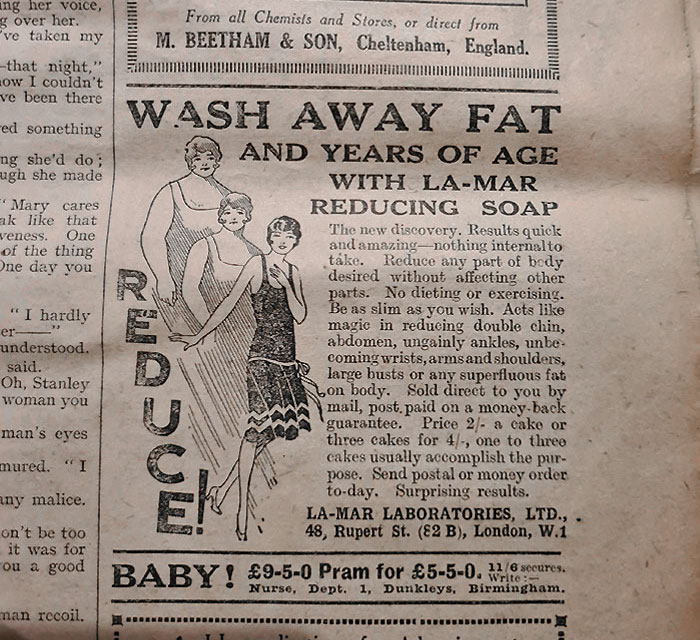 ing her voice,
g over her.
've taken my
—that night,"
ow I couldn't
ve been there
red something
ng she'd do;
ugh she made
"Mary cares
ak like that
veness. One
of the thing
One day you
"I hardly
er——"
understood.
said.
Oh, Stanley
woman you
man's eyes
mured. "I
any malice.
on't be too
it was for
ou a good
man recoil.
From all Chemists and Stores, or direct from
M. BEETHAM & SON, Cheltenham, England.
WASH AWAY FAT
AND YEARS OF AGE
WITH LA-MAR
REDUCING SOAP
The new discovery. Results quick
and amazing—nothing internal to
take. Reduce any part of body
desired without affecting other
parts. No dieting or exercising.
Be as slim as you wish. Acts like
magic in reducing double chin,
abdomen, ungainly ankles, unbe-
coming wrists, arms and shoulders,
large busts or any superfluous fat
on body. Sold direct to you by
mail, post paid on a money-back
guarantee. Price 2/- a cake or
three cakes for 4/-, one to three
cakes usually accomplish the pur-
pose. Send postal or money order
to-day. Surprising results.
LA-MAR LABORATORIES, LTD.,
48, Rupert St. (82 B), London, W.1
REDUCE!
BABY! £9-5-0 Pram for £5-5-0. 11/6 secures.
Write:—
Nurse, Dept. 1, Dunkleys, Birmingham.